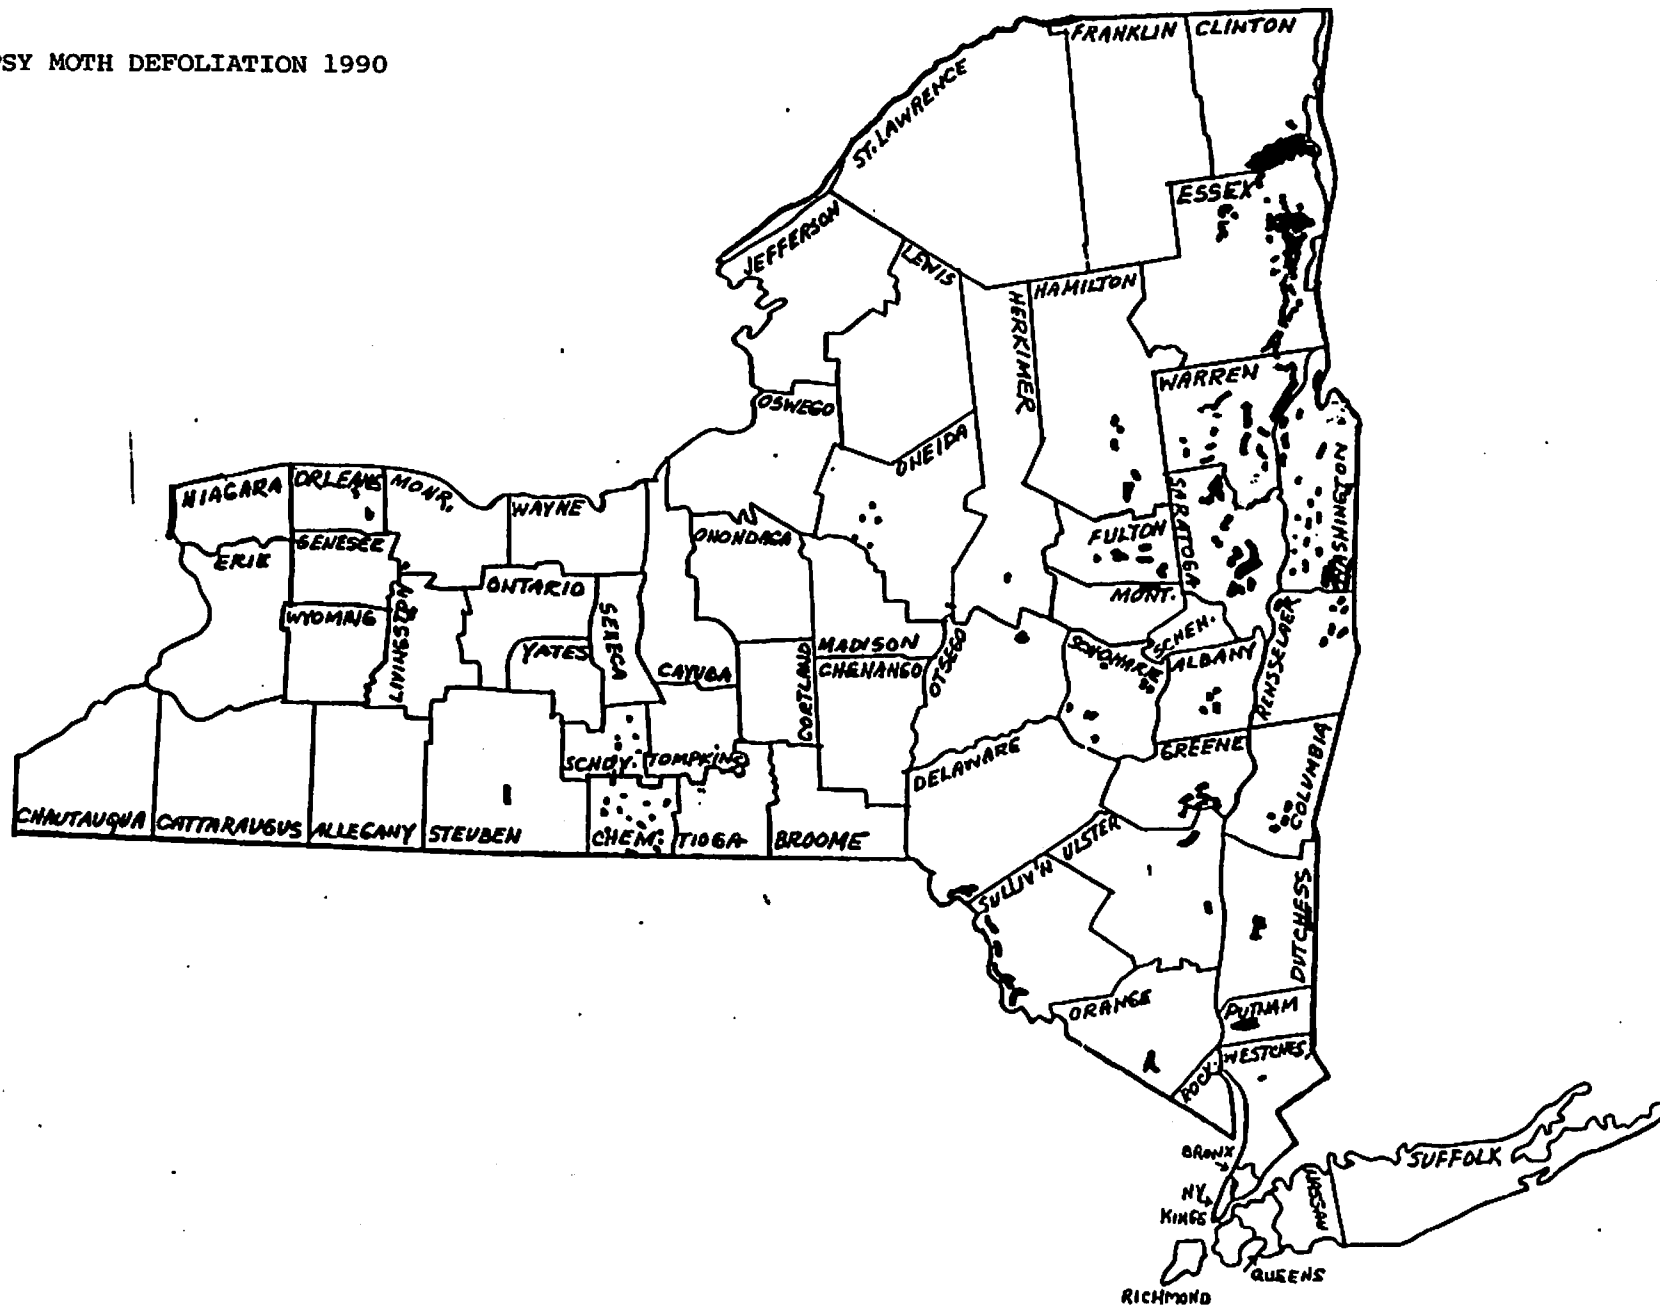 SY MOTH DEFOLIATION 1990
FRANKLIN
CLINTON
ST. LAWRENCE
ESSEX
JEFFERSON
LEWIS
HERKIMER
HAMILTON
WARREN
OSWEGO
ONEIDA
WASHINGTON
NIAGARA
ORLEANS
MONR.
WAYNE
SARATOGA
FULTON
ONONDAGA
ERIE
GENESEE
ONTARIO
SENECA
MONT.
WYOMING
LIVINGSTON
YATES
CAYUBA
CORTLAND
MADISON
CHENANGO
OTSEGO
SCHOHARIE
SCHEN.
ALBANY
RENSSELAER
SCHUY.
TOMPKINS
DELAWARE
GREENE
COLUMBIA
CHAUTAUQUA
CATTARAUGUS
ALLEGANY
STEUBEN
CHEM.
TIOGA
BROOME
SULLIV'N
ULSTER
DUTCHESS
ORANGE
PUTNAM
ROCK.
WESTCHES.
BRONX
NY
KINGS
QUEENS
RICHMOND
NASSAU
SUFFOLK